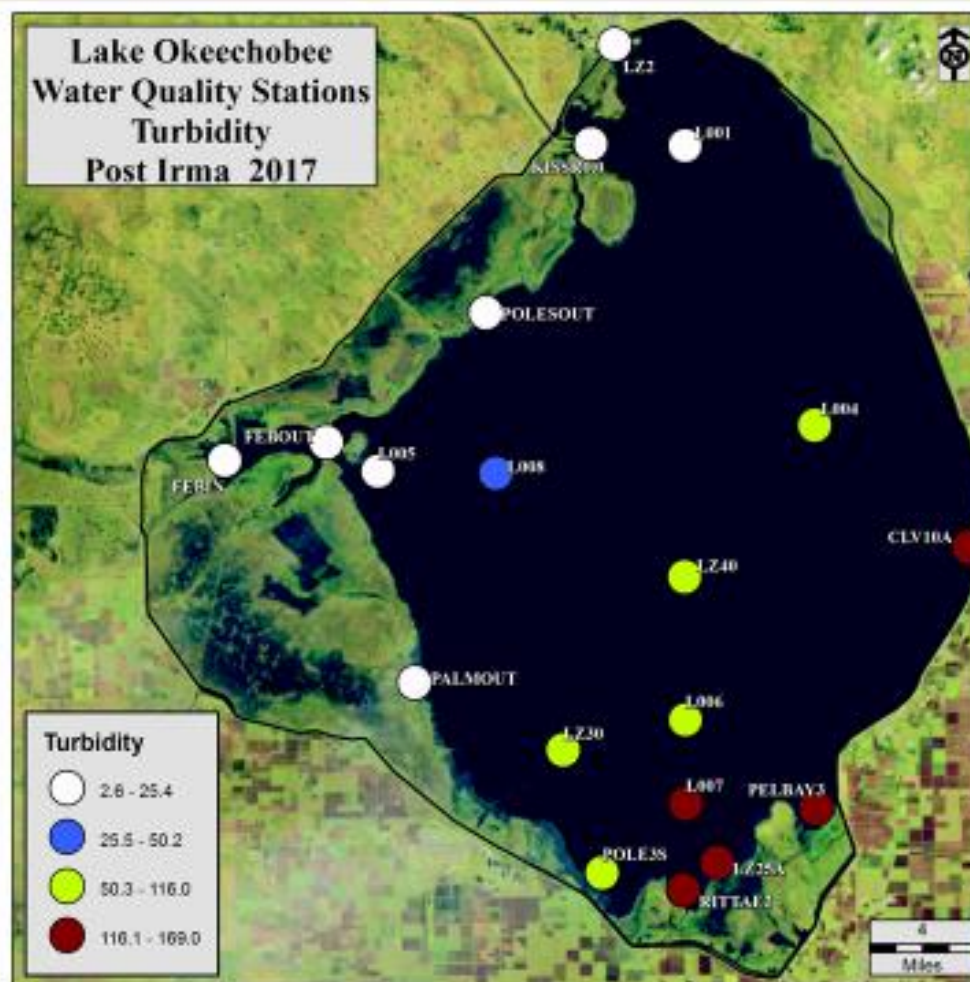 Lake Okeechobee
Water Quality Stations
Turbidity
Post Irma 2017
LZ2
L001
KISSR0.0
POLESOUT
L004
FEBOUT
L005
FEBIN
L008
CLV10A
LZ40
PALMOUT
L006
LZ30
L007
PELBAY3
POLE3S
LZ25A
RITTAE2
Turbidity
2.6 - 25.4
25.5 - 50.2
50.3 - 116.0
116.1 - 169.0
4
Miles